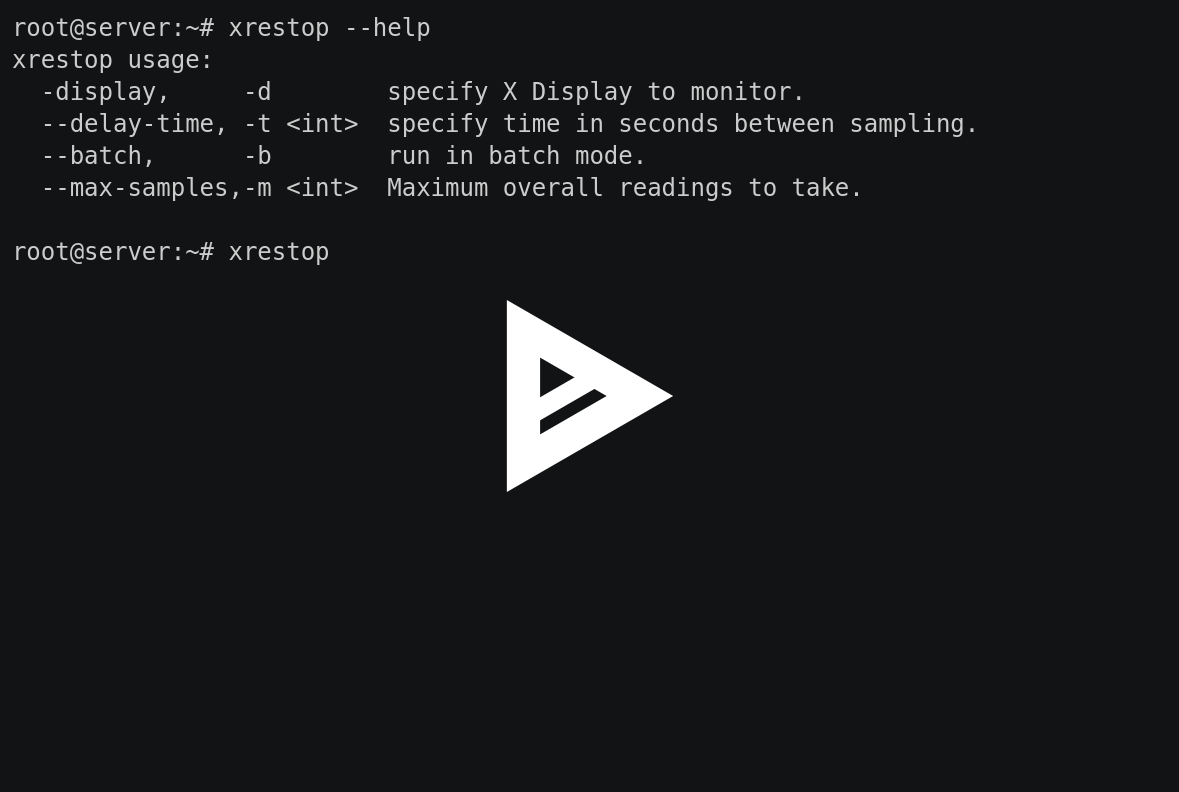 root@server:~# xrestop --help
xrestop usage:
  -display,     -d        specify X Display to monitor.
  --delay-time, -t <int>  specify time in seconds between sampling.
  --batch,      -b        run in batch mode.
  --max-samples,-m <int>  Maximum overall readings to take.

root@server:~# xrestop